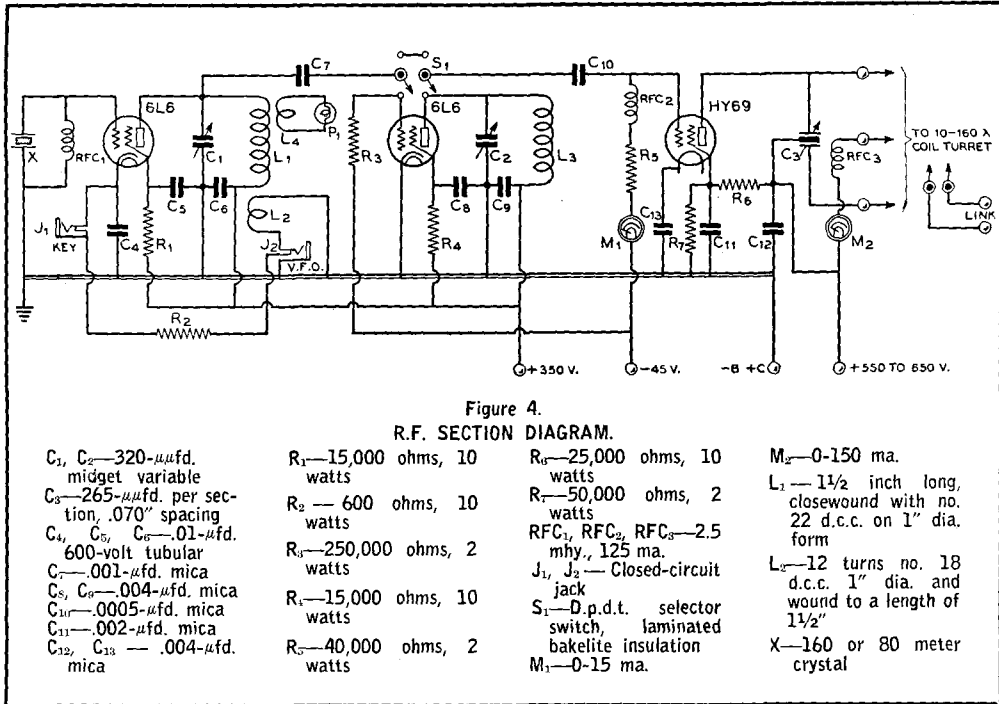 C7
S1
C10
6L6
6L6
HY69
RFC2
L4
P1
X
RFC1
C1
L1
R3
C2
L3
R5
C3
RFC3
TO 10-160 λ
COIL TURRET
J1
KEY
C5
C6
L2
C4
R1
J2
V.F.O.
C8
C9
R4
M1
C13
R7
C11
R6
C12
M2
LINK
R2
+350 V.
-45 V.
-B +C
+550 TO 650 V.
Figure 4.
R.F. SECTION DIAGRAM.
C₁, C₂—320-μμfd.
midget variable
C₃—265-μμfd. per sec-
tion, .070" spacing
C₄, C₅, C₆—.01-μfd.
600-volt tubular
C₇—.001-μfd. mica
C₈, C₉—.004-μfd. mica
C₁₀—.0005-μfd. mica
C₁₁—.002-μfd. mica
C₁₂, C₁₃ — .004-μfd.
mica
R₁—15,000 ohms, 10
watts
R₂ — 600 ohms, 10
watts
R₃—250,000 ohms, 2
watts
R₄—15,000 ohms, 10
watts
R₅—40,000 ohms, 2
watts
R₆—25,000 ohms, 10
watts
R₇—50,000 ohms, 2
watts
RFC₁, RFC₂, RFC₃—2.5
mhy., 125 ma.
J₁, J₂ — Closed-circuit
jack
S₁—D.p.d.t. selector
switch, laminated
bakelite insulation
M₁—0-15 ma.
M₂—0-150 ma.
L₁ — 1½ inch long,
closewound with no.
22 d.c.c. on 1" dia.
form
L₂—12 turns no. 18
d.c.c. 1" dia. and
wound to a length of
1½"
X—160 or 80 meter
crystal